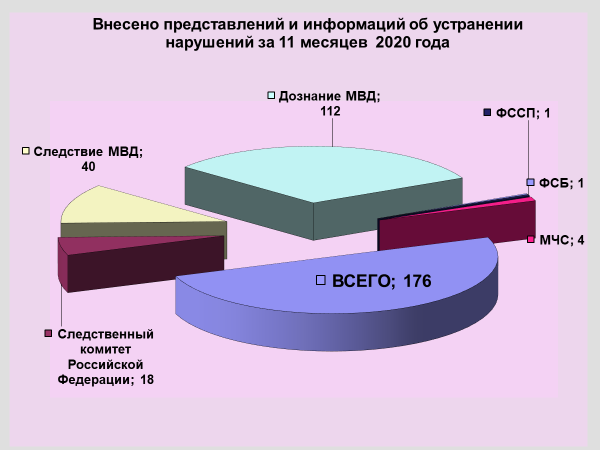 Внесено представлений и информаций об устранении
нарушений за 11 месяцев 2020 года
Дознание МВД;
112
ФССП; 1
Следствие МВД;
40
ФСБ; 1
МЧС; 4
ВСЕГО; 176
Следственный
комитет
Российской
Федерации; 18